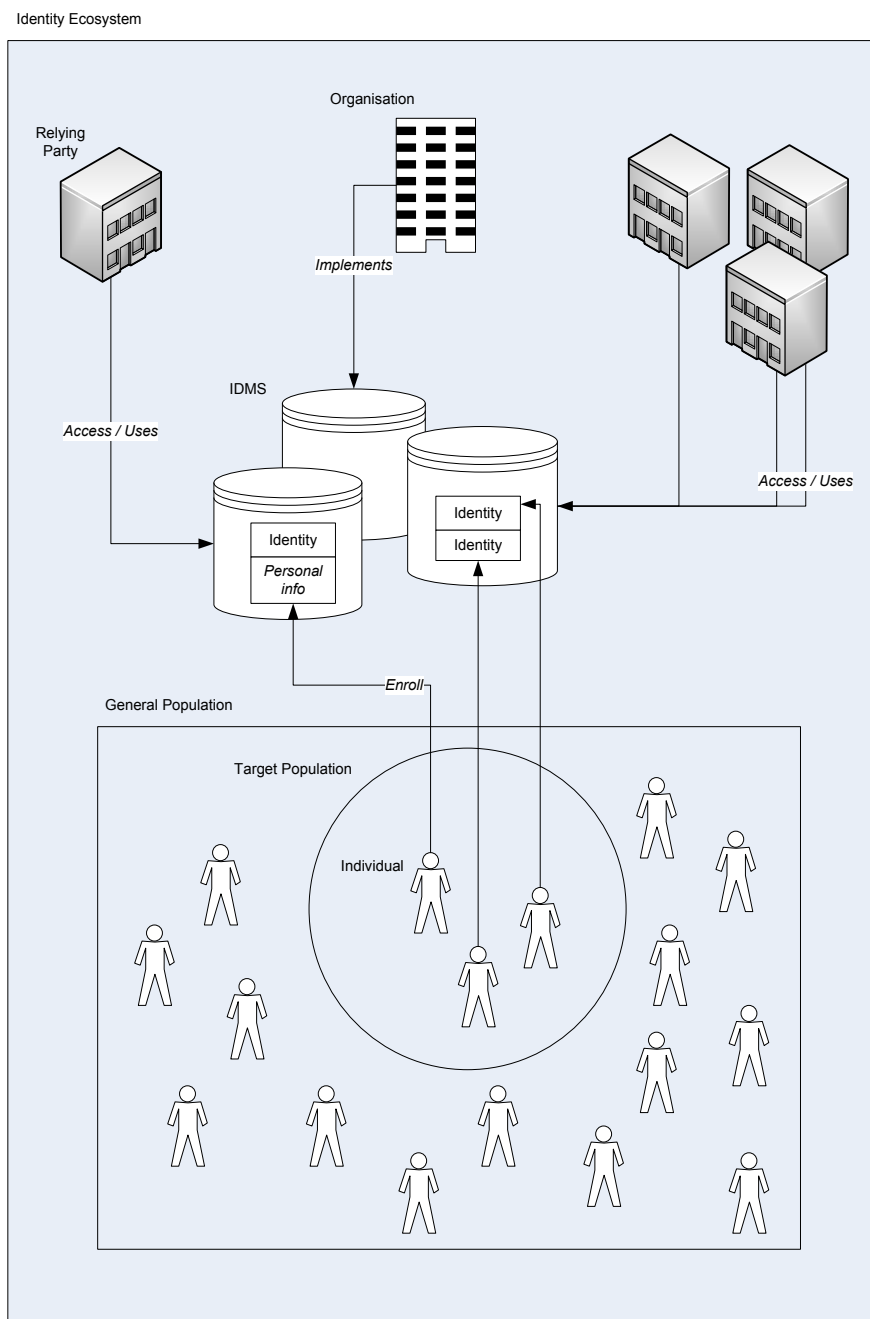 Identity Ecosystem
Organisation
Relying
Party
Implements
IDMS
Access / Uses
Access / Uses
Identity
Identity
Identity
Personal
info
Enroll
General Population
Target Population
Individual